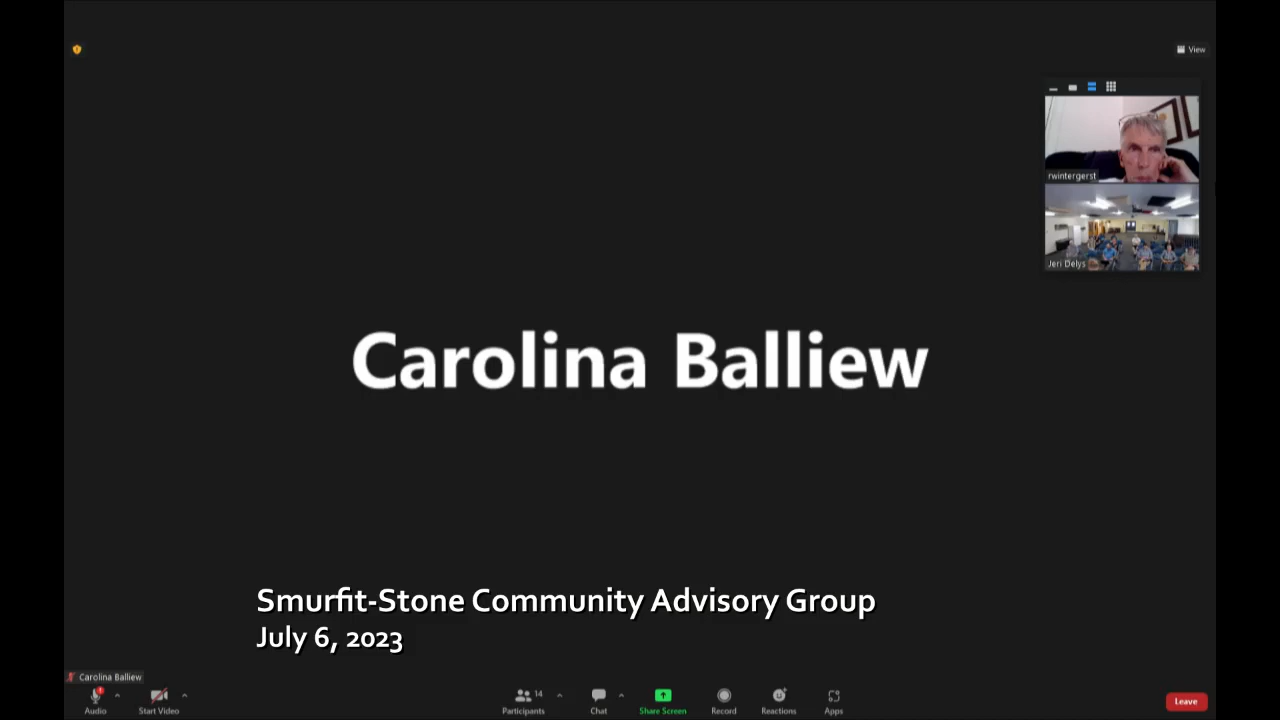 View
rwintergerst
Jeri Delys
Carolina Balliew
Smurfit-Stone Community Advisory Group
July 6, 2023
Carolina Balliew
Audio
Start Video
14
Participants
Chat
Share Screen
Record
Reactions
Apps
Leave